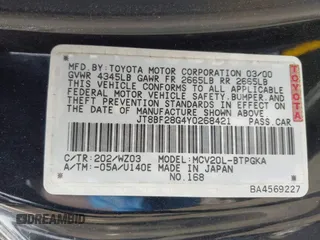 MFD BY: TOYOTA MOTOR CORPORATION 03/00
GVWR 4345LB GAWR FR 2665LB RR 2665LB
THIS VEHICLE CONFORMS TO ALL APPLICABLE
FEDERAL MOTOR VEHICLE SAFETY, BUMPER,
AND THEFT PREVENTION STANDARDS IN EFFECT
ON THE DATE OF MANUFACTURE SHOWN ABOVE.
JT8BF28G4Y0268421 PASS.CAR
C/TR: 202/WZ03 MODEL: MCV20L-BTPGKA
A/TM: -05A/U140E MADE IN JAPAN
NO.168
BA4569227
TOYOTA
DREAMBID